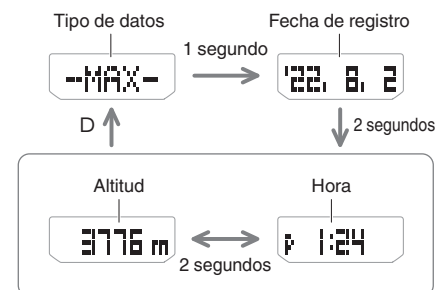 Tipo de datos
Fecha de registro
1 segundo
--MAX--
'22. 8. 2
D
2 segundos
Altitud
Hora
3776 m
P 1:24
2 segundos